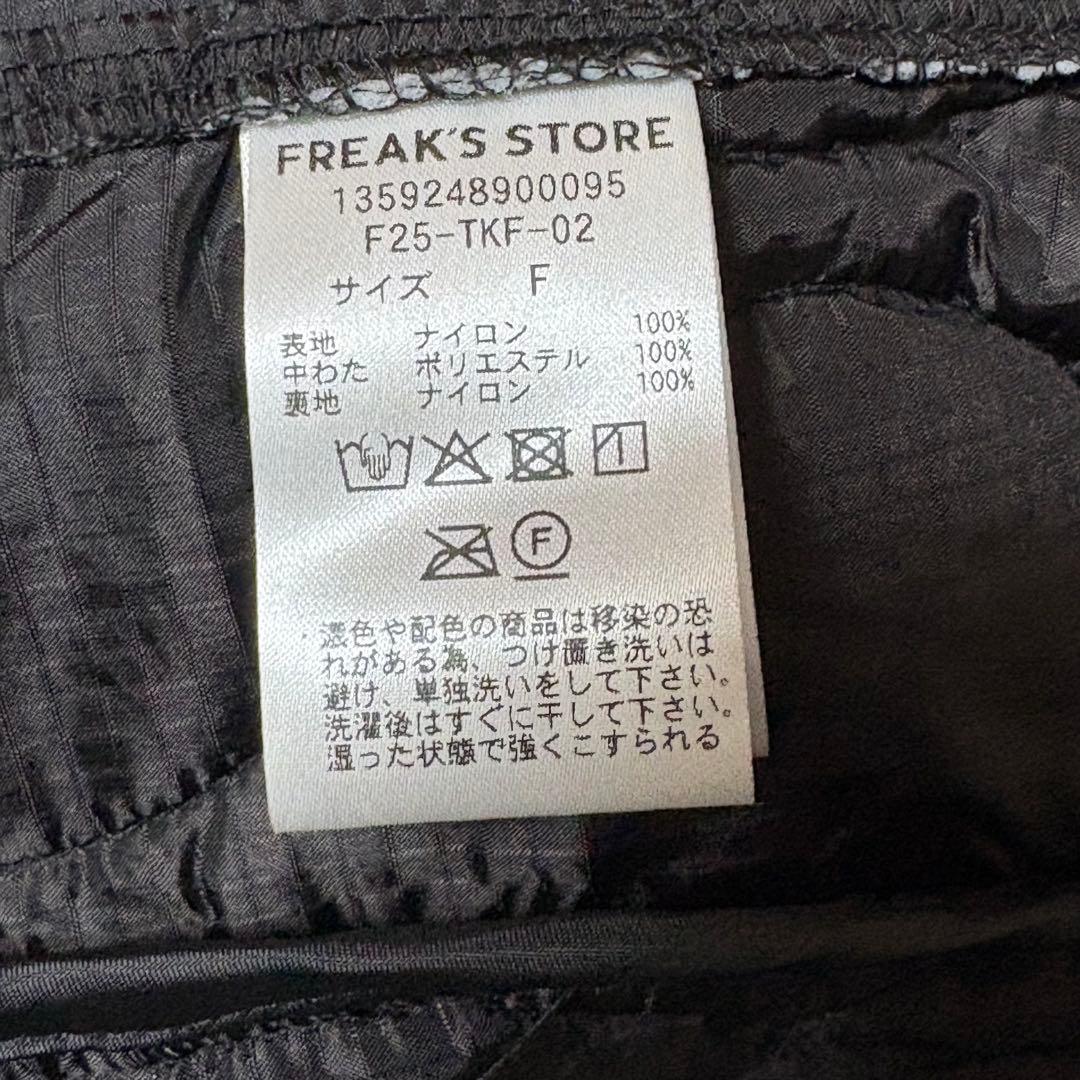 FREAK'S STORE
1359248900095
F25-TKF-02
サイズ F
表地 ナイロン 100%
中わた ポリエステル 100%
裏地 ナイロン 100%
F
濃色や配色の商品は移染の恐
れがある為、つけ置き洗いは
避け、単独洗いをして下さい。
洗濯後はすぐに干して下さい。
湿った状態で強くこすられる